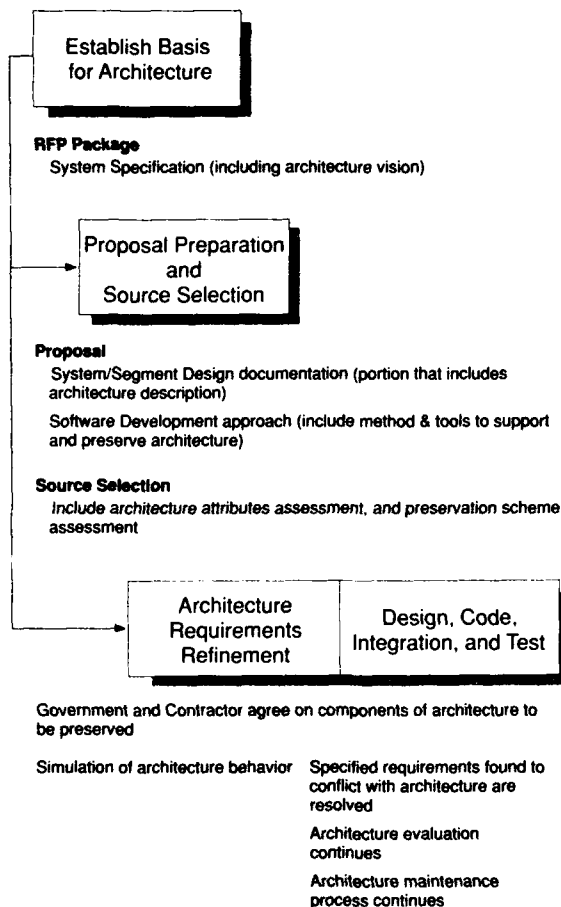 Establish Basis
for Architecture
RFP Package
System Specification (including architecture vision)
Proposal Preparation
and
Source Selection
Proposal
System/Segment Design documentation (portion that includes
architecture description)
Software Development approach (include method & tools to support
and preserve architecture)
Source Selection
Include architecture attributes assessment, and preservation scheme
assessment
Architecture
Requirements
Refinement
Design, Code,
Integration, and Test
Government and Contractor agree on components of architecture to
be preserved
Simulation of architecture behavior
Specified requirements found to
conflict with architecture are
resolved
Architecture evaluation
continues
Architecture maintenance
process continues